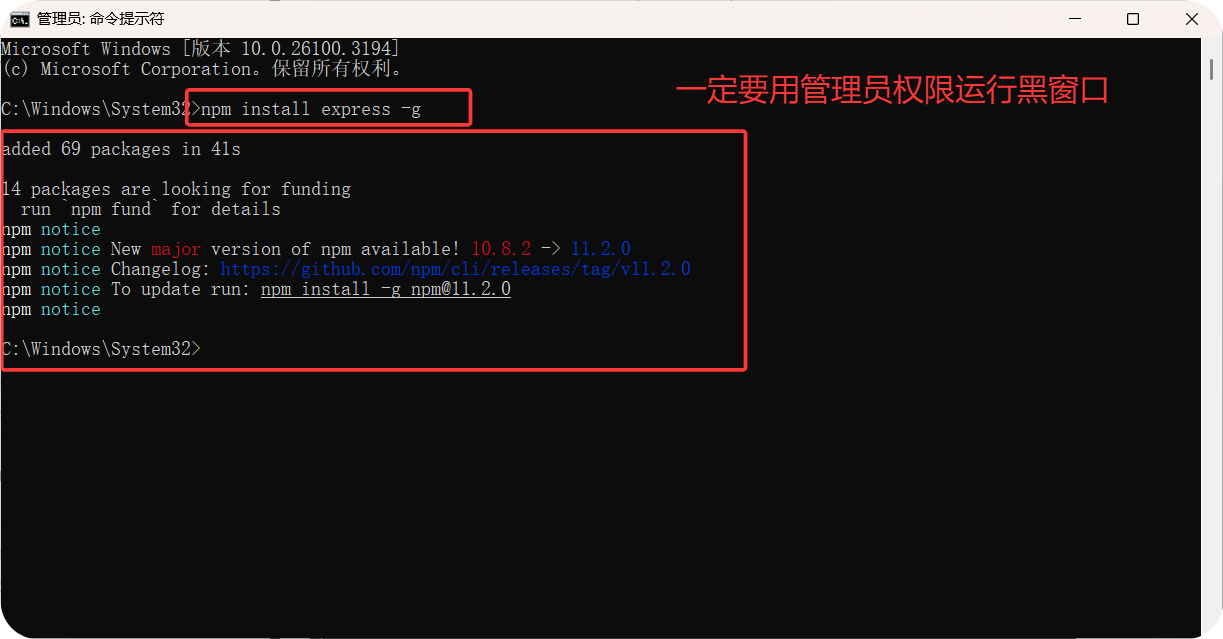 管理员: 命令提示符
Microsoft Windows [版本 10.0.26100.3194]
(c) Microsoft Corporation。保留所有权利。
一定要用管理员权限运行黑窗口
C:\Windows\System32>npm install express -g
added 69 packages in 41s
14 packages are looking for funding
  run `npm fund` for details
npm notice
npm notice New major version of npm available! 10.8.2 -> 11.2.0
npm notice Changelog: https://github.com/npm/cli/releases/tag/v11.2.0
npm notice To update run: npm install -g npm@11.2.0
npm notice
C:\Windows\System32>